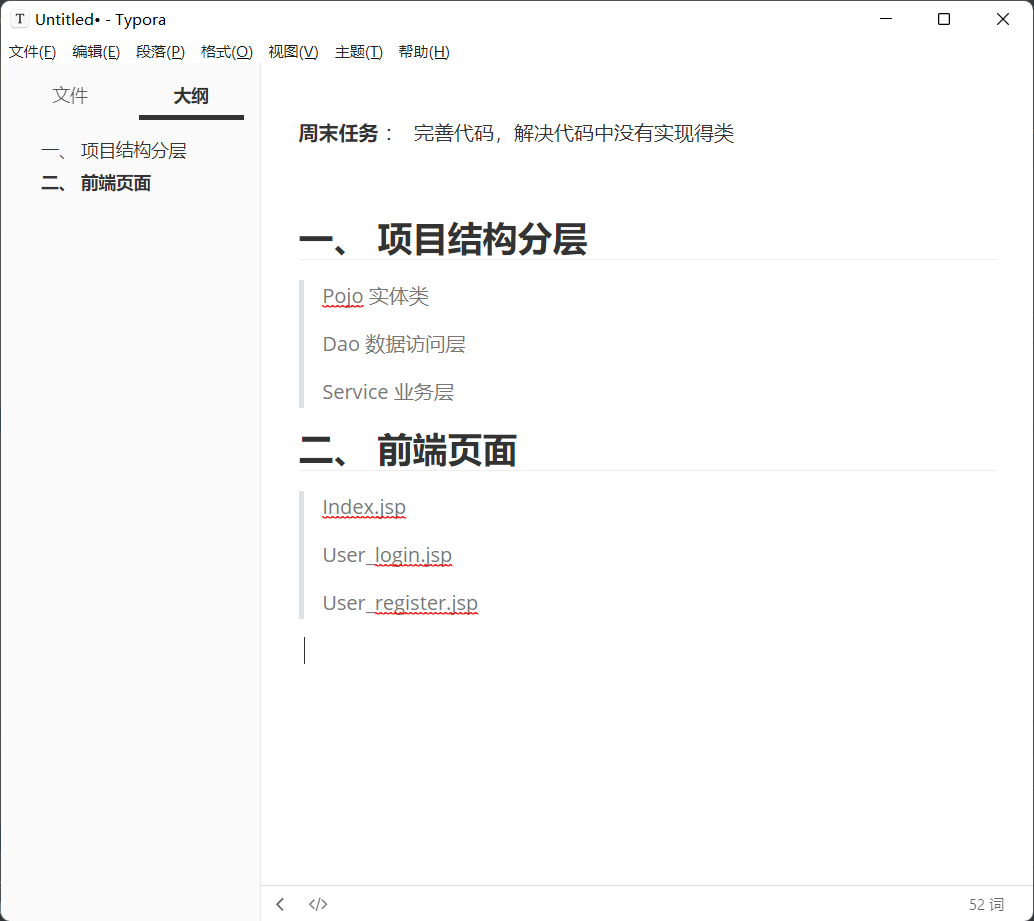 Untitled• - Typora
文件(F) 编辑(E) 段落(P) 格式(O) 视图(V) 主题(T) 帮助(H)
文件 大纲
一、 项目结构分层
二、 前端页面
周末任务： 完善代码，解决代码中没有实现得类
一、 项目结构分层
Pojo 实体类
Dao 数据访问层
Service 业务层
二、 前端页面
Index.jsp
User_login.jsp
User_register.jsp
52 词